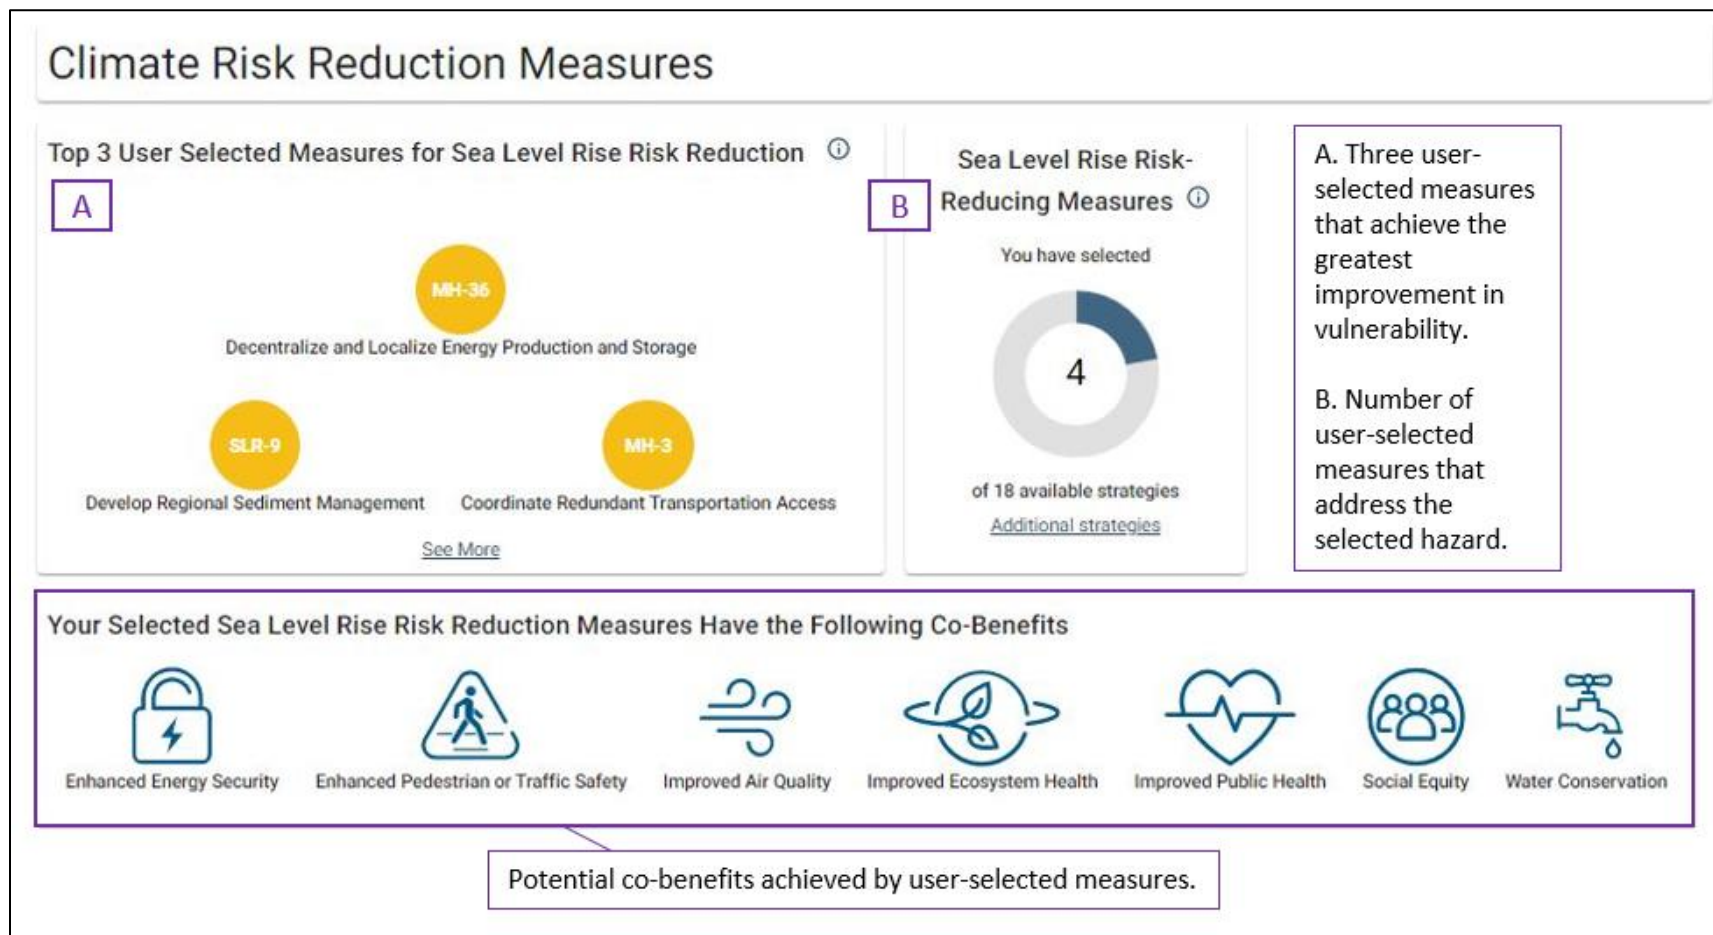 Climate Risk Reduction Measures
Top 3 User Selected Measures for Sea Level Rise Risk Reduction
A
MH-36
Decentralize and Localize Energy Production and Storage
SLR-9
Develop Regional Sediment Management
MH-3
Coordinate Redundant Transportation Access
See More
B
Sea Level Rise Risk-
Reducing Measures
You have selected
4
of 18 available strategies
Additional strategies
A. Three user-
selected measures
that achieve the
greatest
improvement in
vulnerability.
B. Number of
user-selected
measures that
address the
selected hazard.
Your Selected Sea Level Rise Risk Reduction Measures Have the Following Co-Benefits
Enhanced Energy Security
Enhanced Pedestrian or Traffic Safety
Improved Air Quality
Improved Ecosystem Health
Improved Public Health
Social Equity
Water Conservation
Potential co-benefits achieved by user-selected measures.